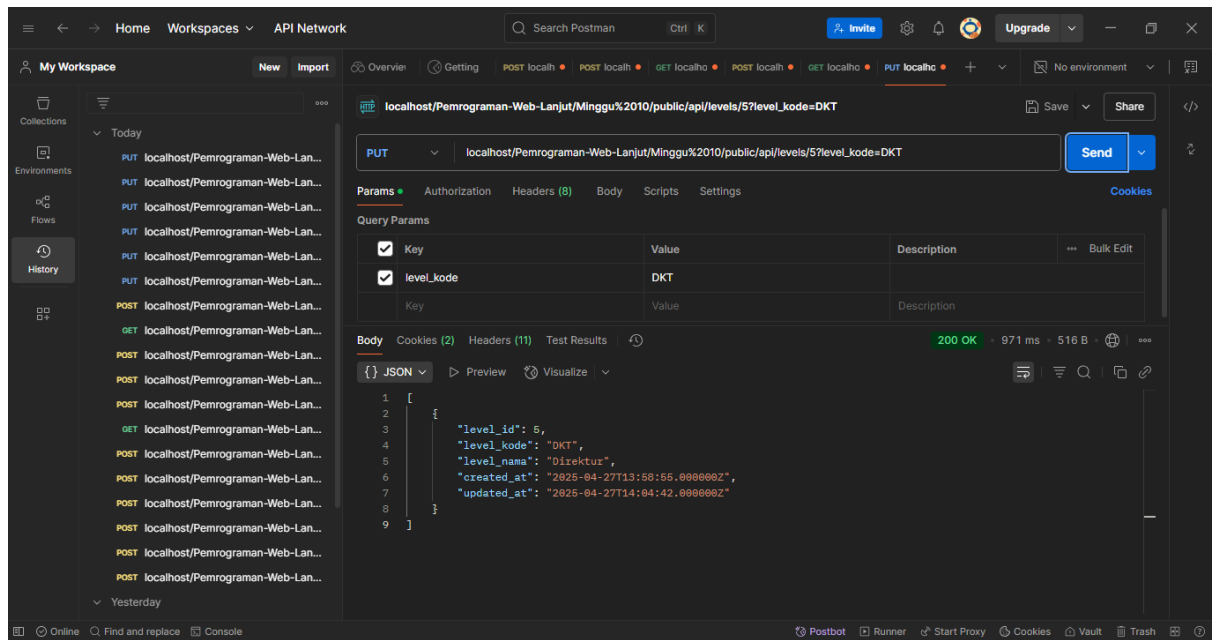 Home Workspaces API Network Search Postman Ctrl K Invite Upgrade
My Workspace New Import Overvie Getting POST localh POST localh GET localho POST localh GET localho PUT localhc No environment
Collections
Environments
Flows
History
Today
PUT localhost/Pemrograman-Web-Lan...
PUT localhost/Pemrograman-Web-Lan...
PUT localhost/Pemrograman-Web-Lan...
PUT localhost/Pemrograman-Web-Lan...
PUT localhost/Pemrograman-Web-Lan...
PUT localhost/Pemrograman-Web-Lan...
POST localhost/Pemrograman-Web-Lan...
GET localhost/Pemrograman-Web-Lan...
POST localhost/Pemrograman-Web-Lan...
POST localhost/Pemrograman-Web-Lan...
POST localhost/Pemrograman-Web-Lan...
GET localhost/Pemrograman-Web-Lan...
POST localhost/Pemrograman-Web-Lan...
POST localhost/Pemrograman-Web-Lan...
POST localhost/Pemrograman-Web-Lan...
POST localhost/Pemrograman-Web-Lan...
POST localhost/Pemrograman-Web-Lan...
POST localhost/Pemrograman-Web-Lan...
Yesterday
HTTP localhost/Pemrograman-Web-Lanjut/Minggu%2010/public/api/levels/5?level_kode=DKT Save Share
PUT localhost/Pemrograman-Web-Lanjut/Minggu%2010/public/api/levels/5?level_kode=DKT Send
Params Authorization Headers (8) Body Scripts Settings Cookies
Query Params
Key Value Description Bulk Edit
level_kode DKT
Key Value Description
Body Cookies (2) Headers (11) Test Results 200 OK 971 ms 516 B
{} JSON Preview Visualize
1 [
2 {
3 "level_id": 5,
4 "level_kode": "DKT",
5 "level_nama": "Direktur",
6 "created_at": "2025-04-27T13:58:55.000000Z",
7 "updated_at": "2025-04-27T14:04:42.000000Z"
8 }
9 ]
Online Find and replace Console Postbot Runner Start Proxy Cookies Vault Trash